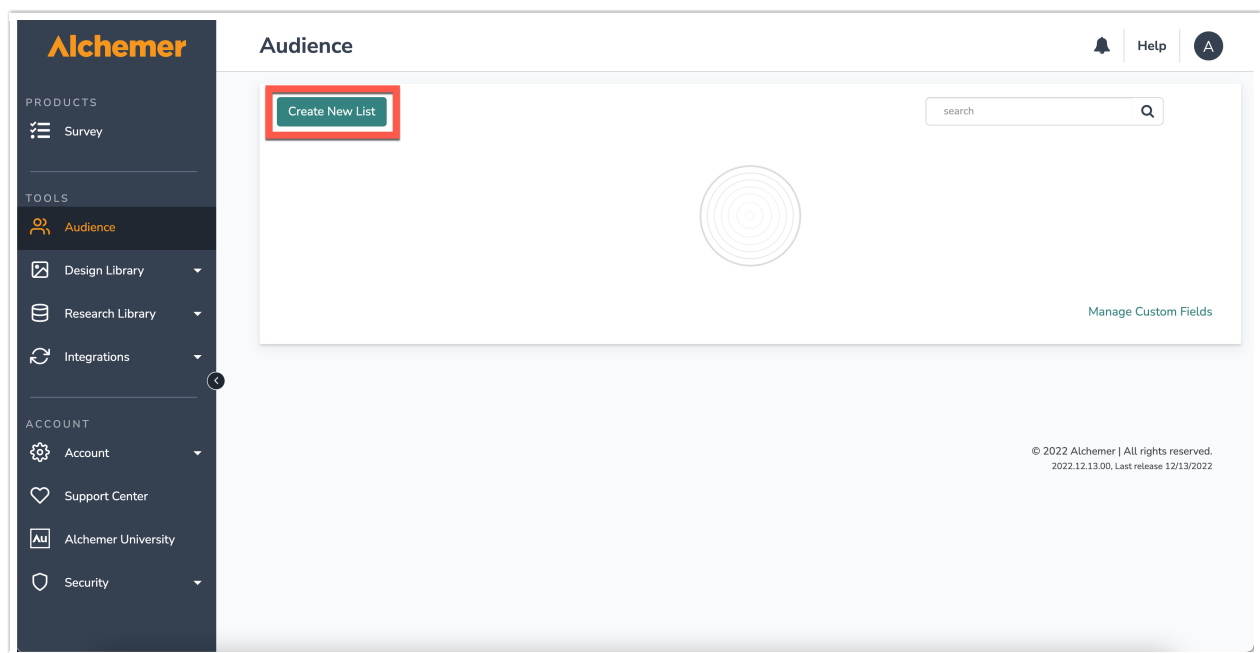 Alchemer
Audience
Help
A
PRODUCTS
Survey
TOOLS
Audience
Design Library
Research Library
Integrations
ACCOUNT
Account
Support Center
Au
Alchemer University
Security
Create New List
search
Manage Custom Fields
© 2022 Alchemer | All rights reserved.
2022.12.13.00, Last release 12/13/2022